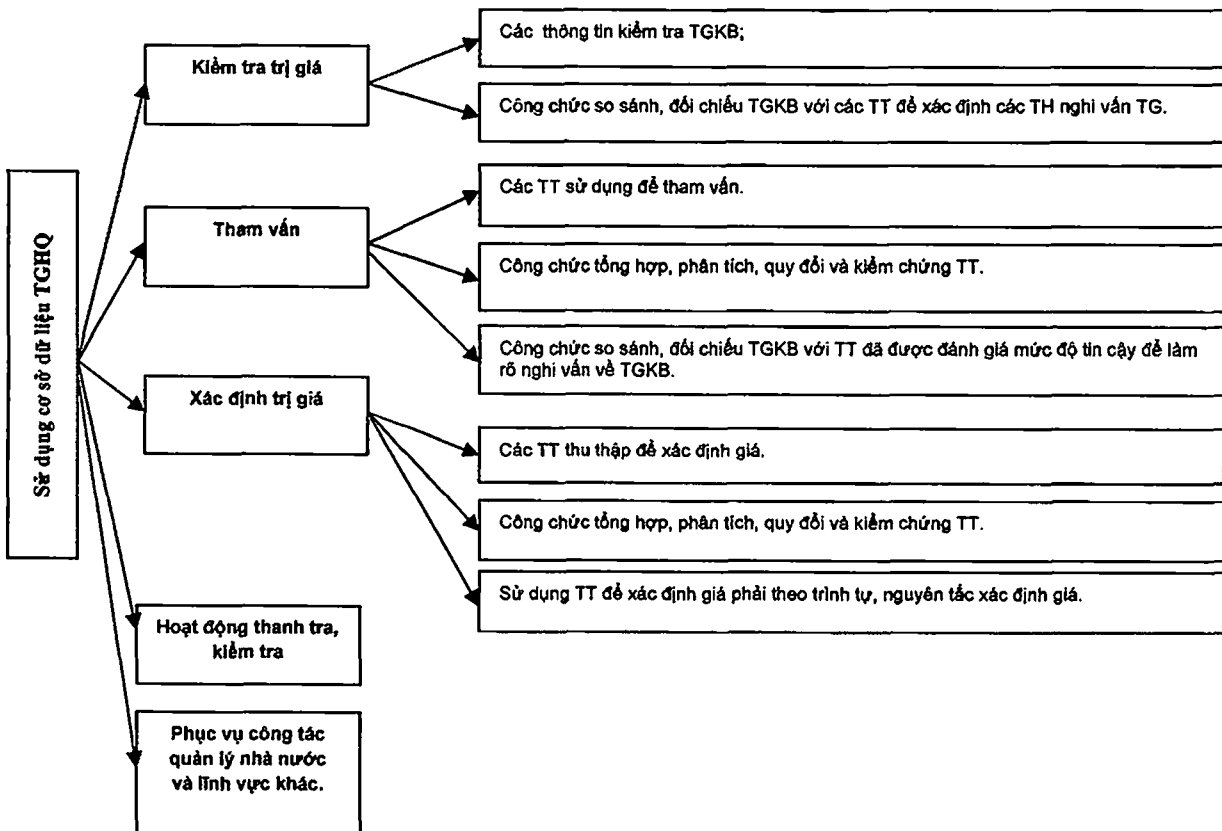 Sử dụng cơ sở dữ liệu TGHQ
Kiểm tra trị giá
Các thông tin kiểm tra TGKB;
Công chức so sánh, đối chiếu TGKB với các TT để xác định các TH nghi vấn TG.
Tham vấn
Các TT sử dụng để tham vấn.
Công chức tổng hợp, phân tích, quy đổi và kiểm chứng TT.
Công chức so sánh, đối chiếu TGKB với TT đã được đánh giá mức độ tin cậy để làm
rõ nghi vấn về TGKB.
Xác định trị giá
Các TT thu thập để xác định giá.
Công chức tổng hợp, phân tích, quy đổi và kiểm chứng TT.
Sử dụng TT để xác định giá phải theo trình tự, nguyên tắc xác định giá.
Hoạt động thanh tra,
kiểm tra
Phục vụ công tác
quản lý nhà nước
và lĩnh vực khác.